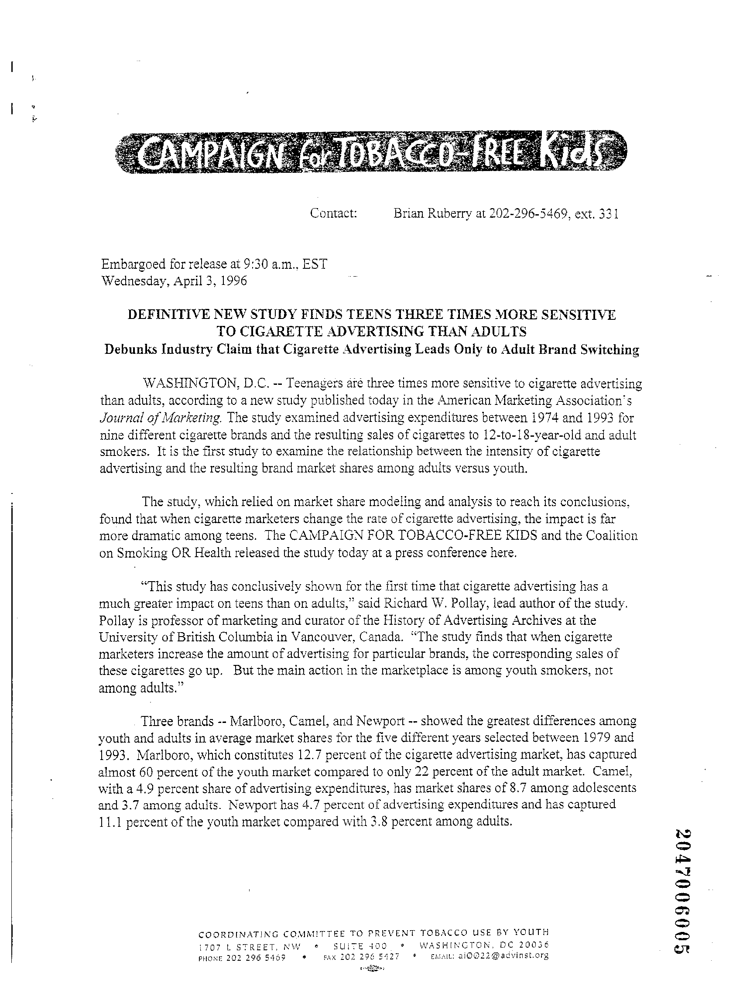 CAMPAIGN for TOBACCO-FREE Kids
Contact: Brian Ruberry at 202-296-5469, ext. 331
Embargoed for release at 9:30 a.m., EST
Wednesday, April 3, 1996
DEFINITIVE NEW STUDY FINDS TEENS THREE TIMES MORE SENSITIVE
TO CIGARETTE ADVERTISING THAN ADULTS
Debunks Industry Claim that Cigarette Advertising Leads Only to Adult Brand Switching
WASHINGTON, D.C. -- Teenagers are three times more sensitive to cigarette advertising
than adults, according to a new study published today in the American Marketing Association's
Journal of Marketing. The study examined advertising expenditures between 1974 and 1993 for
nine different cigarette brands and the resulting sales of cigarettes to 12-to-18-year-old and adult
smokers. It is the first study to examine the relationship between the intensity of cigarette
advertising and the resulting brand market shares among adults versus youth.
The study, which relied on market share modeling and analysis to reach its conclusions,
found that when cigarette marketers change the rate of cigarette advertising, the impact is far
more dramatic among teens. The CAMPAIGN FOR TOBACCO-FREE KIDS and the Coalition
on Smoking OR Health released the study today at a press conference here.
"This study has conclusively shown for the first time that cigarette advertising has a
much greater impact on teens than on adults," said Richard W. Pollay, lead author of the study.
Pollay is professor of marketing and curator of the History of Advertising Archives at the
University of British Columbia in Vancouver, Canada. "The study finds that when cigarette
marketers increase the amount of advertising for particular brands, the corresponding sales of
these cigarettes go up. But the main action in the marketplace is among youth smokers, not
among adults."
Three brands -- Marlboro, Camel, and Newport -- showed the greatest differences among
youth and adults in average market shares for the five different years selected between 1979 and
1993. Marlboro, which constitutes 12.7 percent of the cigarette advertising market, has captured
almost 60 percent of the youth market compared to only 22 percent of the adult market. Camel,
with a 4.9 percent share of advertising expenditures, has market shares of 8.7 among adolescents
and 3.7 among adults. Newport has 4.7 percent of advertising expenditures and has captured
11.1 percent of the youth market compared with 3.8 percent among adults.
2047006005
COORDINATING COMMITTEE TO PREVENT TOBACCO USE BY YOUTH
1707 L STREET, NW • SUITE 400 • WASHINGTON, DC 20036
PHONE 202 296 5469 • FAX 202 296 5427 • EMAIL: ai0022@advinst.org